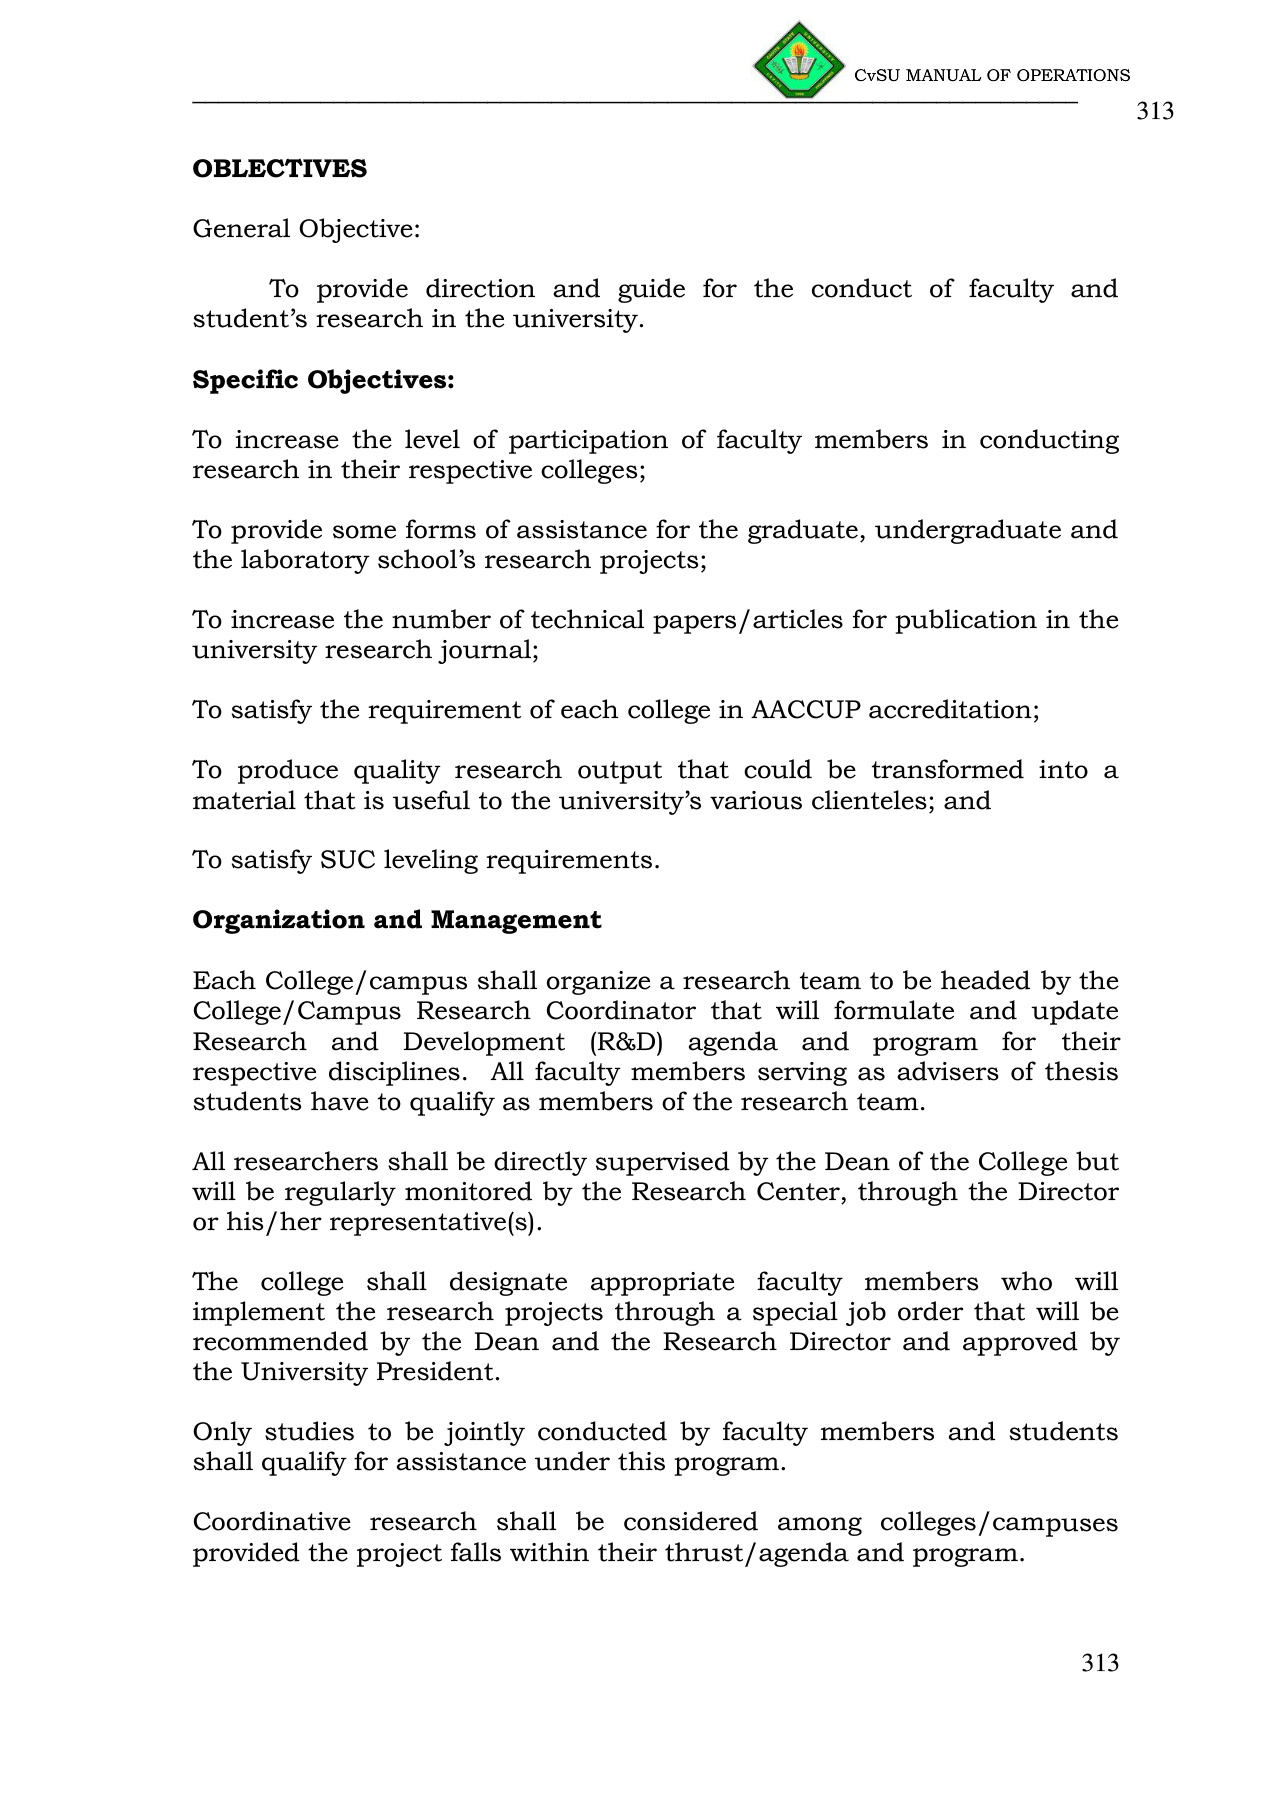 CvSU MANUAL OF OPERATIONS
313
OBLECTIVES
General Objective:
To provide direction and guide for the conduct of faculty and
student’s research in the university.
Specific Objectives:
To increase the level of participation of faculty members in conducting
research in their respective colleges;
To provide some forms of assistance for the graduate, undergraduate and
the laboratory school’s research projects;
To increase the number of technical papers/articles for publication in the
university research journal;
To satisfy the requirement of each college in AACCUP accreditation;
To produce quality research output that could be transformed into a
material that is useful to the university’s various clienteles; and
To satisfy SUC leveling requirements.
Organization and Management
Each College/campus shall organize a research team to be headed by the
College/Campus Research Coordinator that will formulate and update
Research and Development (R&D) agenda and program for their
respective disciplines. All faculty members serving as advisers of thesis
students have to qualify as members of the research team.
All researchers shall be directly supervised by the Dean of the College but
will be regularly monitored by the Research Center, through the Director
or his/her representative(s).
The college shall designate appropriate faculty members who will
implement the research projects through a special job order that will be
recommended by the Dean and the Research Director and approved by
the University President.
Only studies to be jointly conducted by faculty members and students
shall qualify for assistance under this program.
Coordinative research shall be considered among colleges/campuses
provided the project falls within their thrust/agenda and program.
313